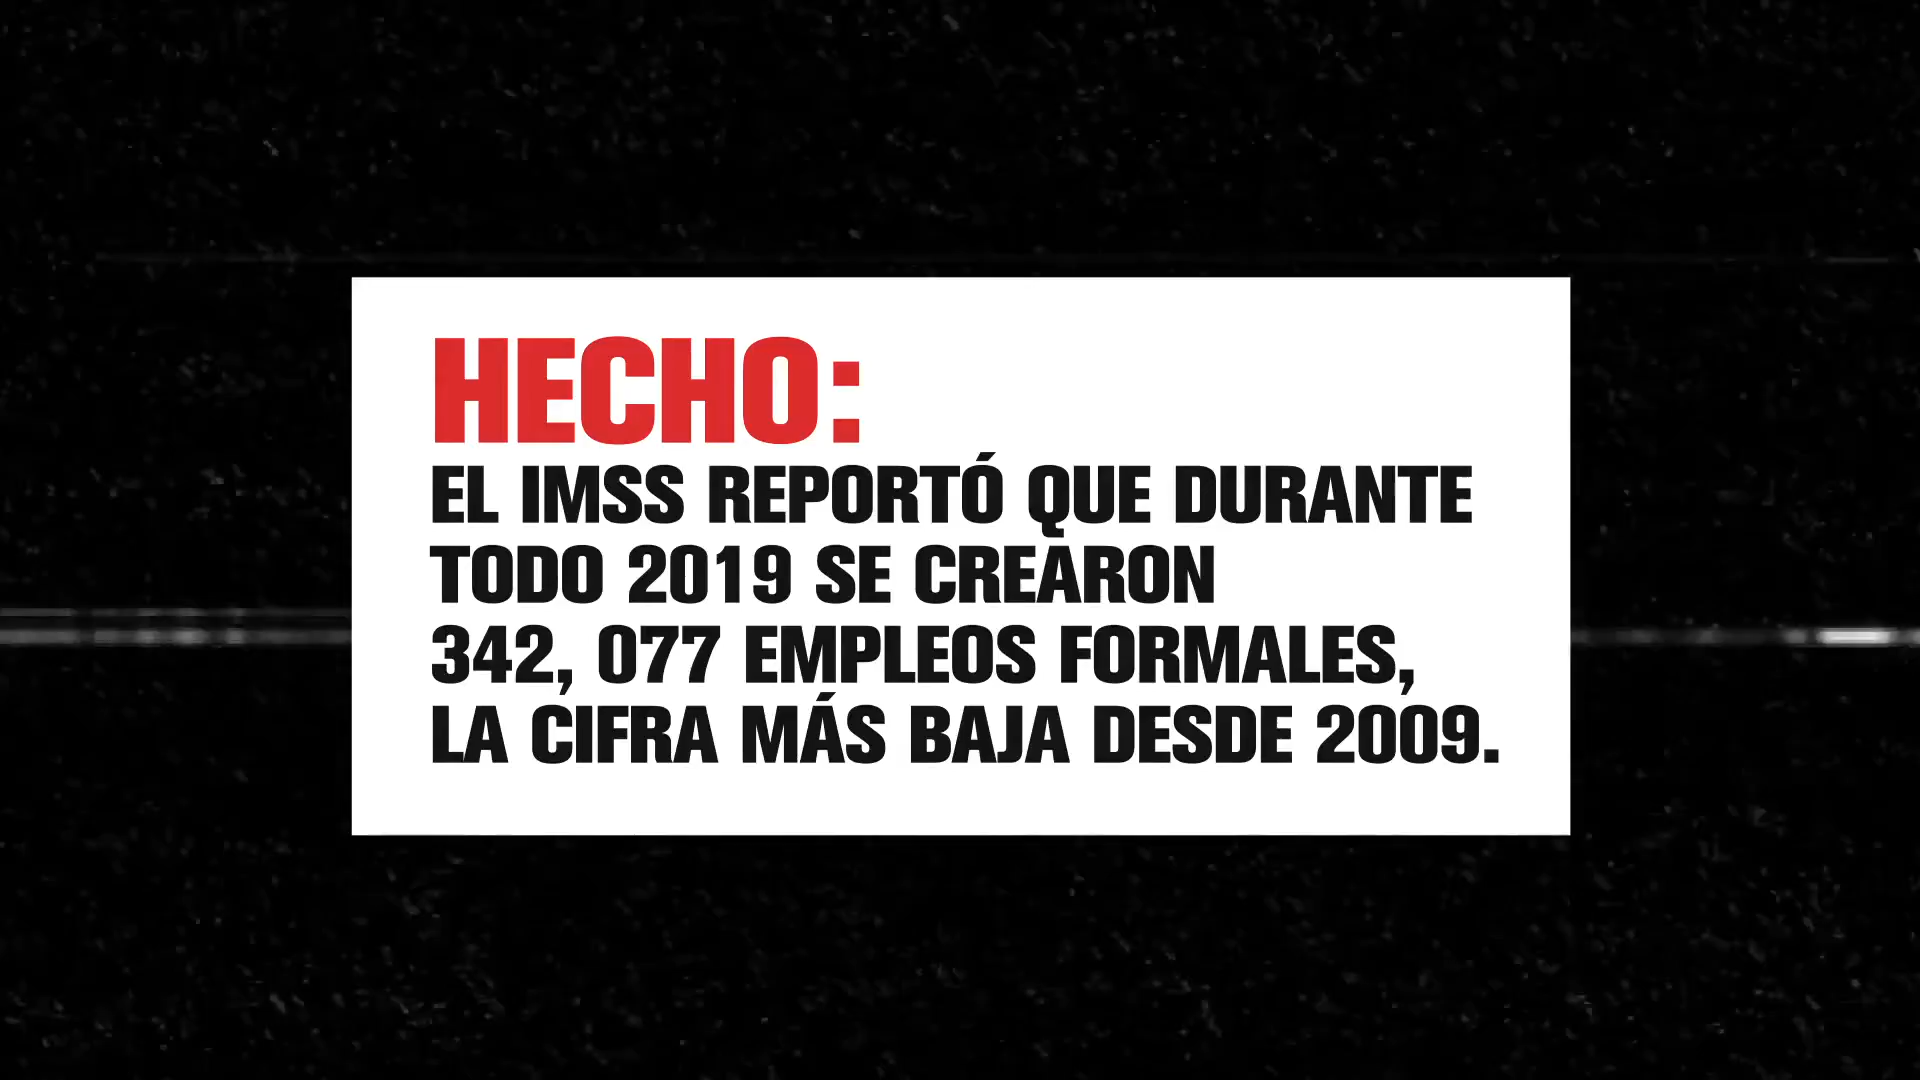 HECHO:
EL IMSS REPORTÓ QUE DURANTE
TODO 2019 SE CREARON
342, 077 EMPLEOS FORMALES,
LA CIFRA MÁS BAJA DESDE 2009.